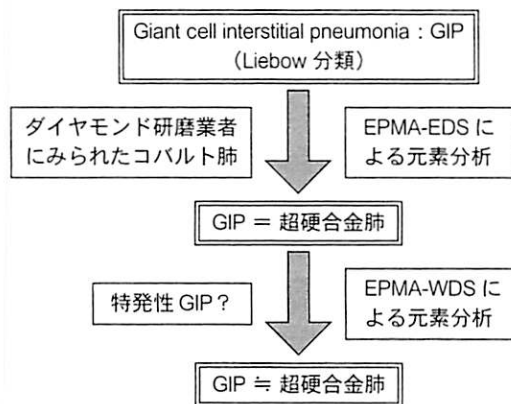 Giant cell interstitial pneumonia：GIP
（Liebow 分類）
ダイヤモンド研磨業者
にみられたコバルト肺
EPMA-EDS に
よる元素分析
GIP ＝ 超硬合金肺
特発性 GIP？
EPMA-WDS に
よる元素分析
GIP ≒ 超硬合金肺